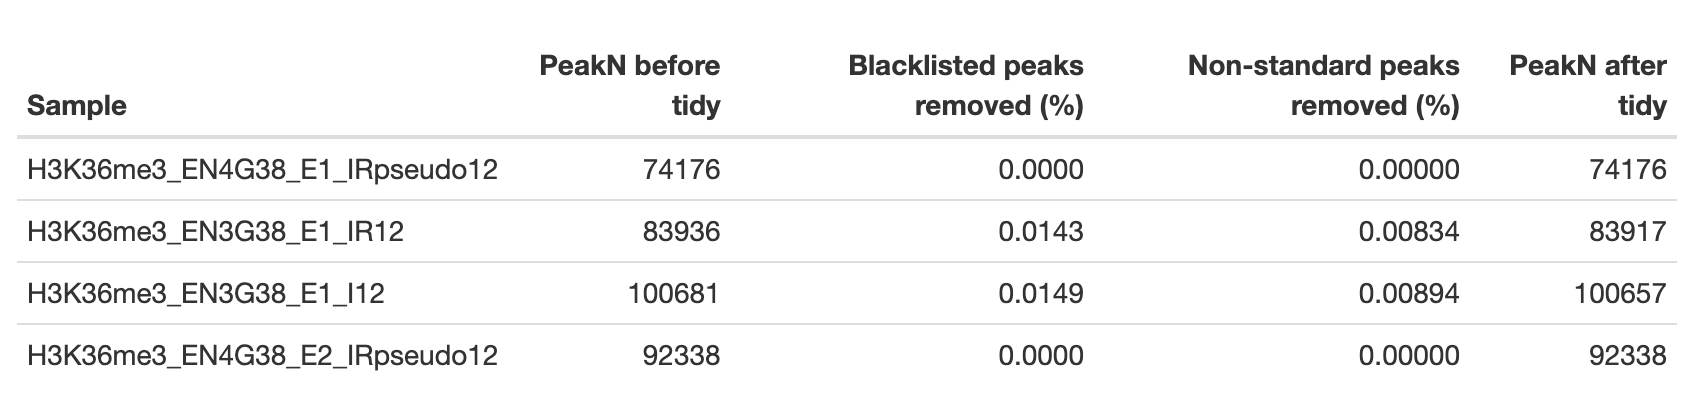 Sample PeakN before tidy Blacklisted peaks removed (%) Non-standard peaks removed (%) PeakN after tidy
H3K36me3_EN4G38_E1_IRpseudo12 74176 0.0000 0.00000 74176
H3K36me3_EN3G38_E1_IR12 83936 0.0143 0.00834 83917
H3K36me3_EN3G38_E1_I12 100681 0.0149 0.00894 100657
H3K36me3_EN4G38_E2_IRpseudo12 92338 0.0000 0.00000 92338